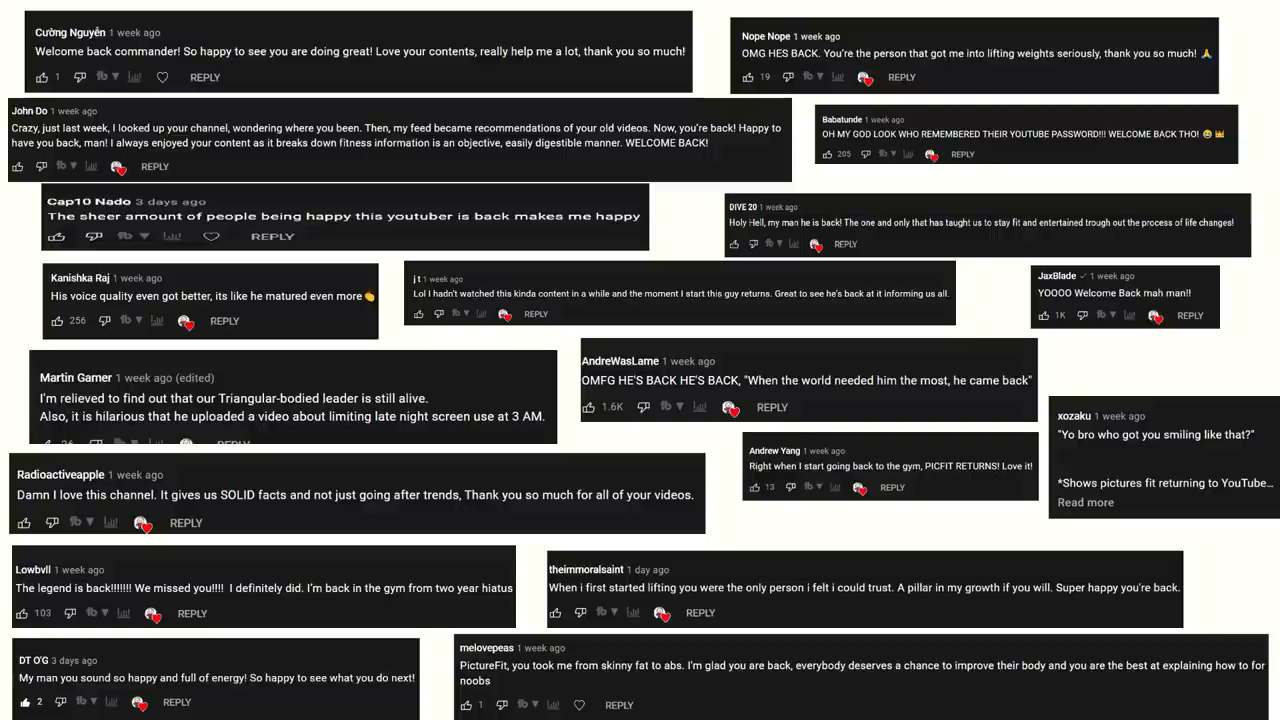 Cường Nguyễn 1 week ago
Welcome back commander! So happy to see you are doing great! Love your contents, really help me a lot, thank you so much!
1 REPLY
Nope Nope 1 week ago
OMG HES BACK. You're the person that got me into lifting weights seriously, thank you so much! 🙏
19 REPLY
John Do 1 week ago
Crazy, just last week, I looked up your channel, wondering where you been. Then, my feed became recommendations of your old videos. Now, you're back! Happy to
have you back, man! I always enjoyed your content as it breaks down fitness information is an objective, easily digestible manner. WELCOME BACK!
REPLY
Babatunde 1 week ago
OH MY GOD LOOK WHO REMEMBERED THEIR YOUTUBE PASSWORD!!! WELCOME BACK THO! 😂 👑
205 REPLY
Cap10 Nado 3 days ago
The sheer amount of people being happy this youtuber is back makes me happy
REPLY
DIVE 20 1 week ago
Holy Hell, my man he is back! The one and only that has taught us to stay fit and entertained trough out the process of life changes!
REPLY
Kanishka Raj 1 week ago
His voice quality even got better, its like he matured even more 👏
256 REPLY
j t 1 week ago
Lol I hadn't watched this kinda content in a while and the moment I start this guy returns. Great to see he's back at it informing us all.
REPLY
JaxBlade ✓ 1 week ago
YOOOO Welcome Back mah man!!
1K REPLY
Martin Gamer 1 week ago (edited)
I'm relieved to find out that our Triangular-bodied leader is still alive.
Also, it is hilarious that he uploaded a video about limiting late night screen use at 3 AM.
AndreWasLame 1 week ago
OMFG HE'S BACK HE'S BACK, "When the world needed him the most, he came back"
1.6K REPLY
xozaku 1 week ago
"Yo bro who got you smiling like that?"
*Shows pictures fit returning to YouTube...
Read more
Andrew Yang 1 week ago
Right when I start going back to the gym, PICFIT RETURNS! Love it!
13 REPLY
Radioactiveapple 1 week ago
Damn I love this channel. It gives us SOLID facts and not just going after trends, Thank you so much for all of your videos.
REPLY
Lowbvll 1 week ago
The legend is back!!!!!!! We missed you!!!! I definitely did. I'm back in the gym from two year hiatus
103 REPLY
theimmoralsaint 1 day ago
When i first started lifting you were the only person i felt i could trust. A pillar in my growth if you will. Super happy you're back.
REPLY
DT O'G 3 days ago
My man you sound so happy and full of energy! So happy to see what you do next!
2 REPLY
melovepeas 1 week ago
PictureFit, you took me from skinny fat to abs. I'm glad you are back, everybody deserves a chance to improve their body and you are the best at explaining how to for
noobs
1 REPLY